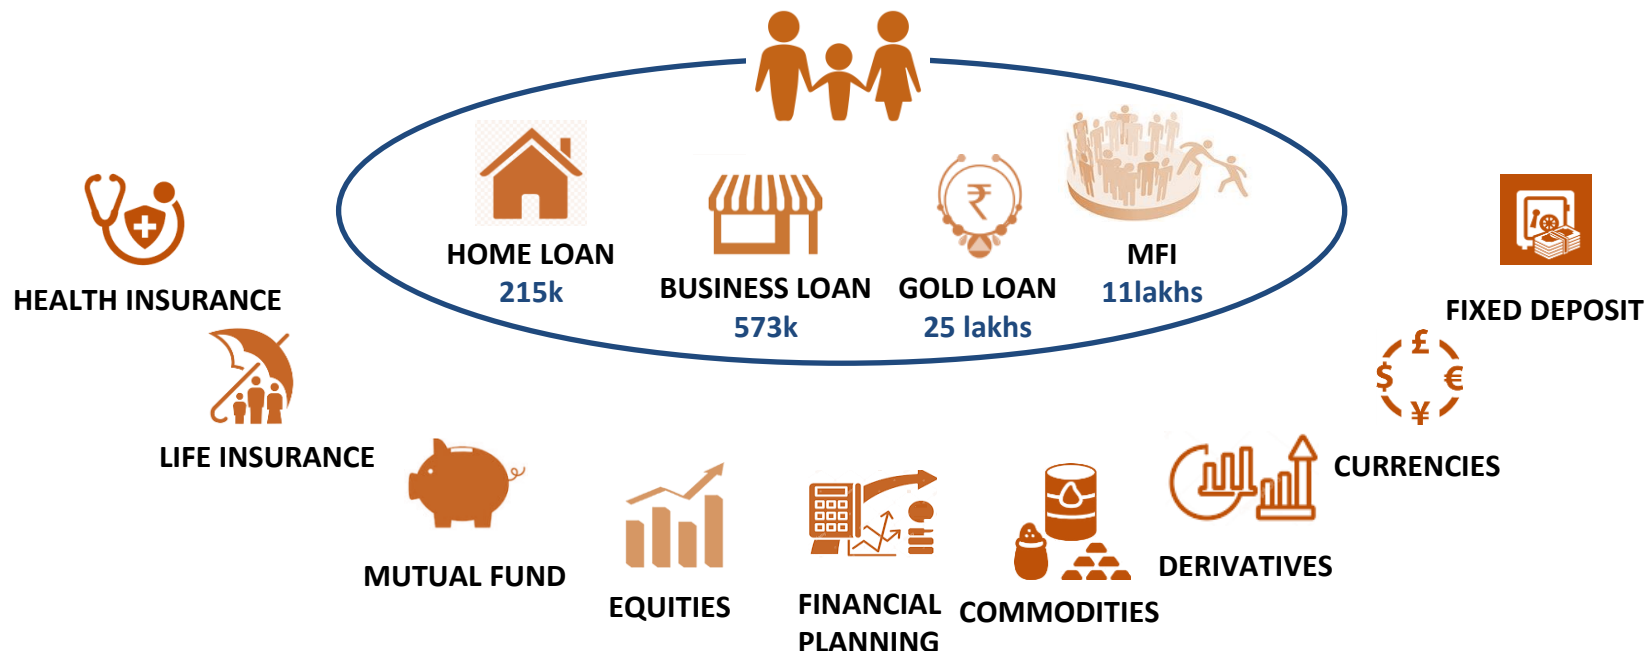 HOME LOAN
215k
BUSINESS LOAN
573k
GOLD LOAN
25 lakhs
₹
MFI
11lakhs
HEALTH INSURANCE
LIFE INSURANCE
MUTUAL FUND
EQUITIES
FINANCIAL
PLANNING
COMMODITIES
DERIVATIVES
£
$ €
¥
CURRENCIES
FIXED DEPOSIT